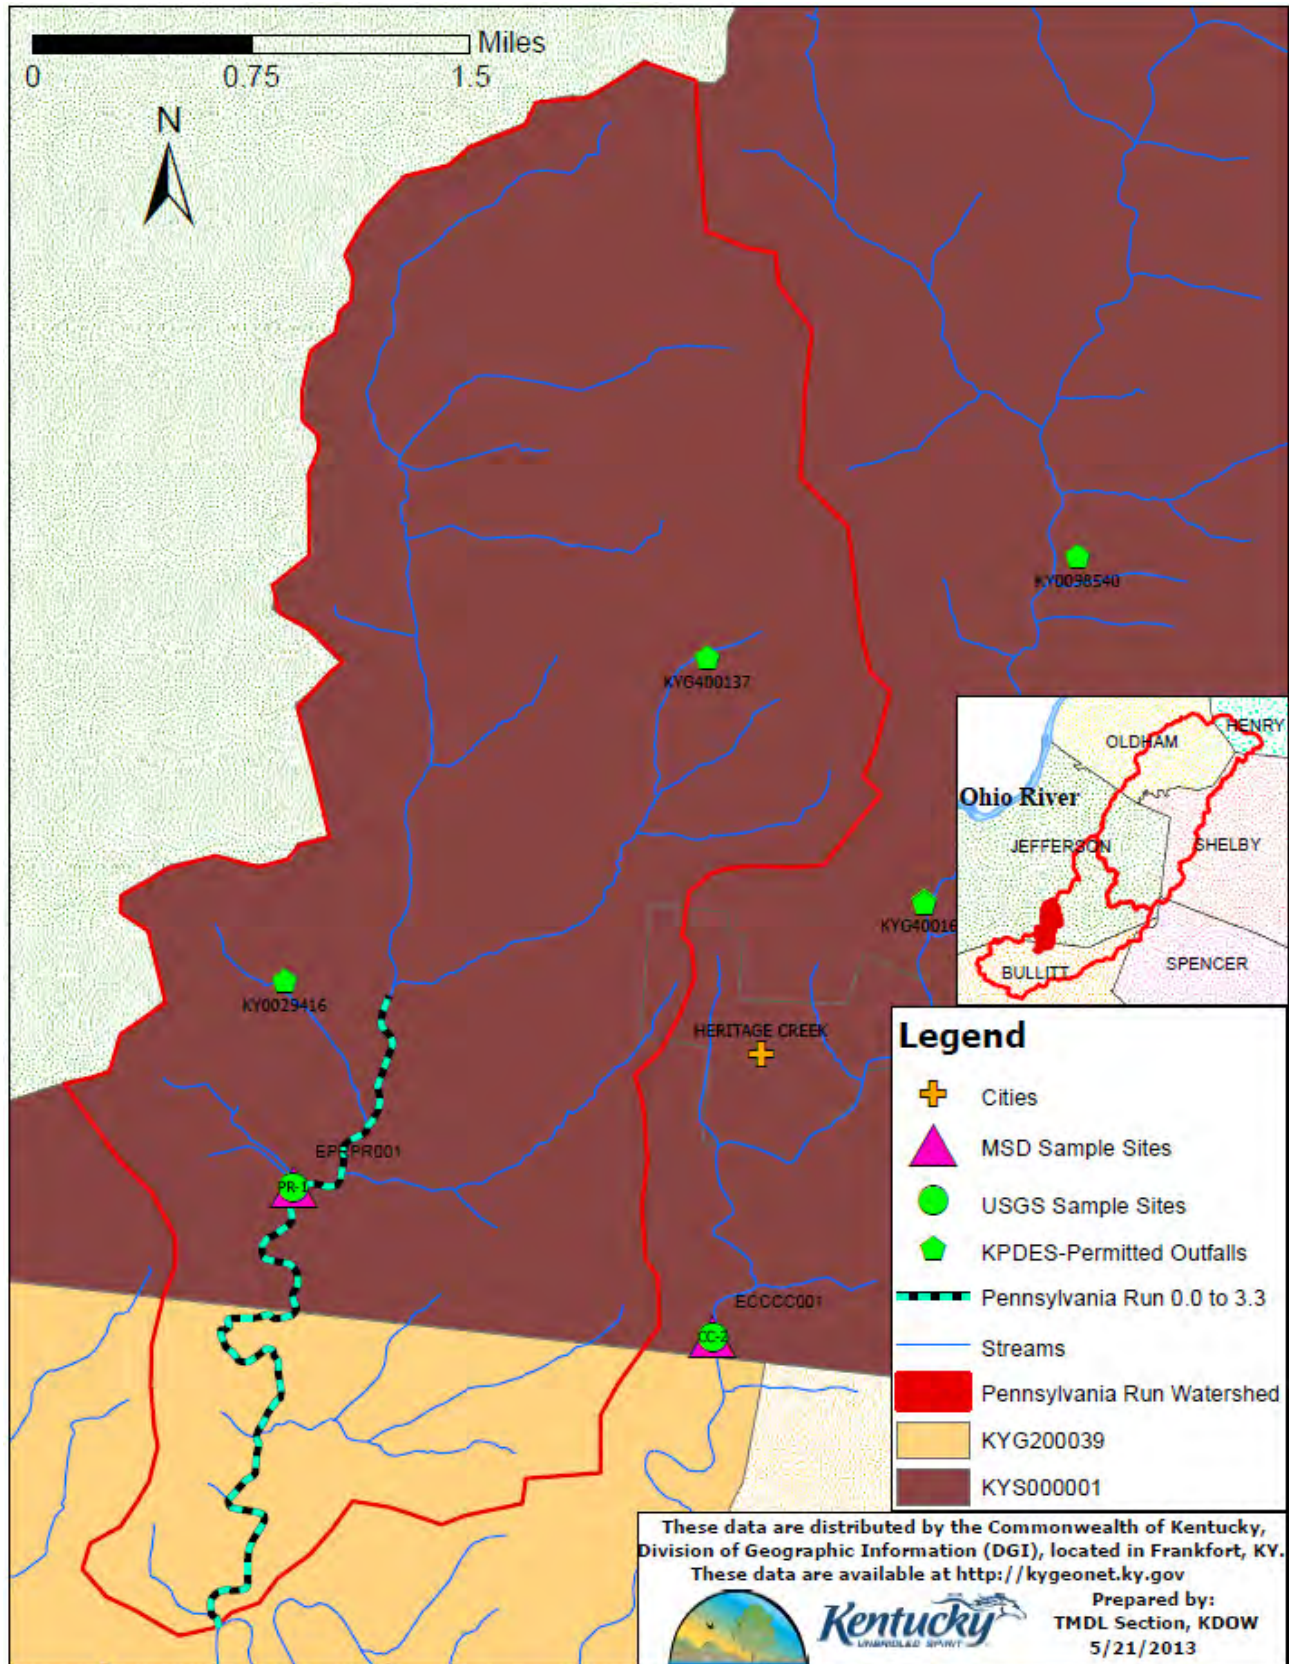 Miles
0 0.75 1.5
N
KY0098540
KYG400137
HENRY
OLDHAM
Ohio River
JEFFERSON
SHELBY
KYG40016
SPENCER
BULLITT
KY0029416
HERITAGE CREEK
PR-1
ECCCC001
CC-2
Legend
Cities
MSD Sample Sites
USGS Sample Sites
KPDES-Permitted Outfalls
Pennsylvania Run 0.0 to 3.3
Streams
Pennsylvania Run Watershed
KYG200039
KYS000001
These data are distributed by the Commonwealth of Kentucky,
Division of Geographic Information (DGI), located in Frankfort, KY.
These data are available at http://kygeonet.ky.gov
Kentucky
UNBRIDLED SPIRIT
Prepared by:
TMDL Section, KDOW
5/21/2013